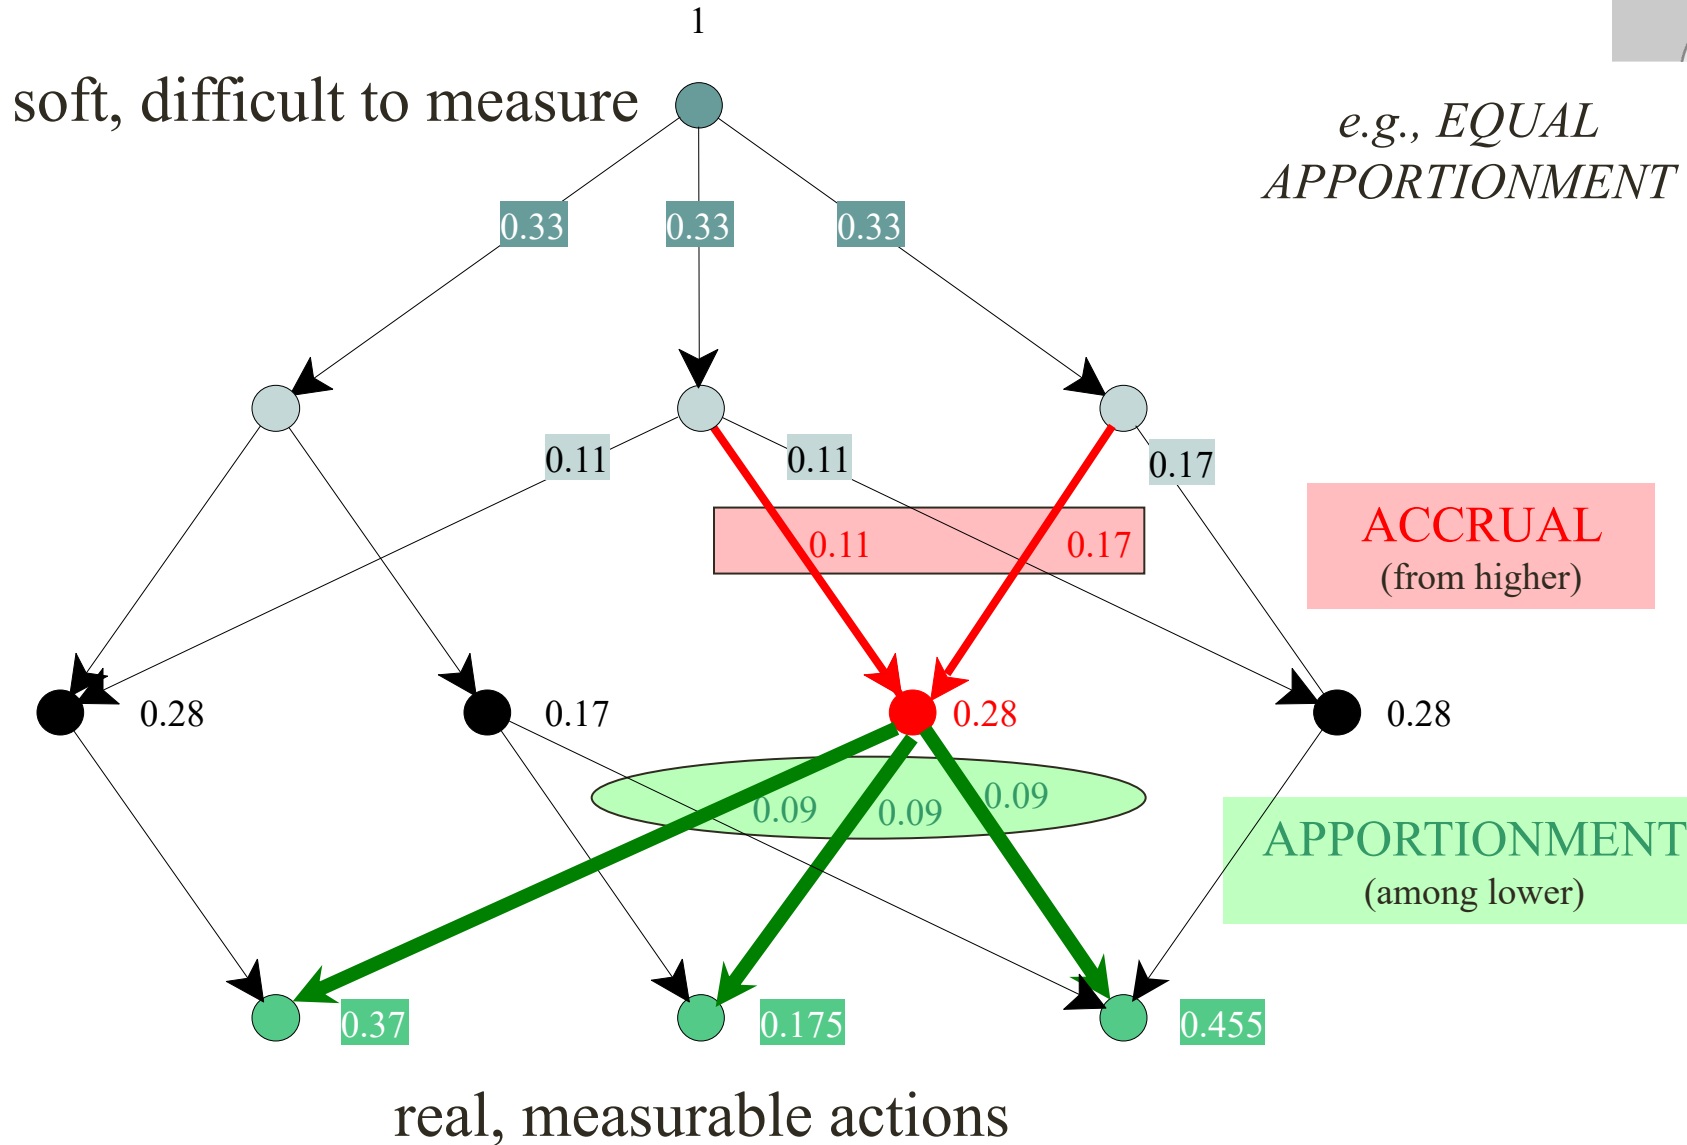 1
soft, difficult to measure
e.g., EQUAL
APPORTIONMENT
0.33
0.33
0.33
0.11
0.11
0.17
0.11
0.17
ACCRUAL
(from higher)
0.28
0.17
0.28
0.28
0.09
0.09
0.09
APPORTIONMENT
(among lower)
0.37
0.175
0.455
real, measurable actions